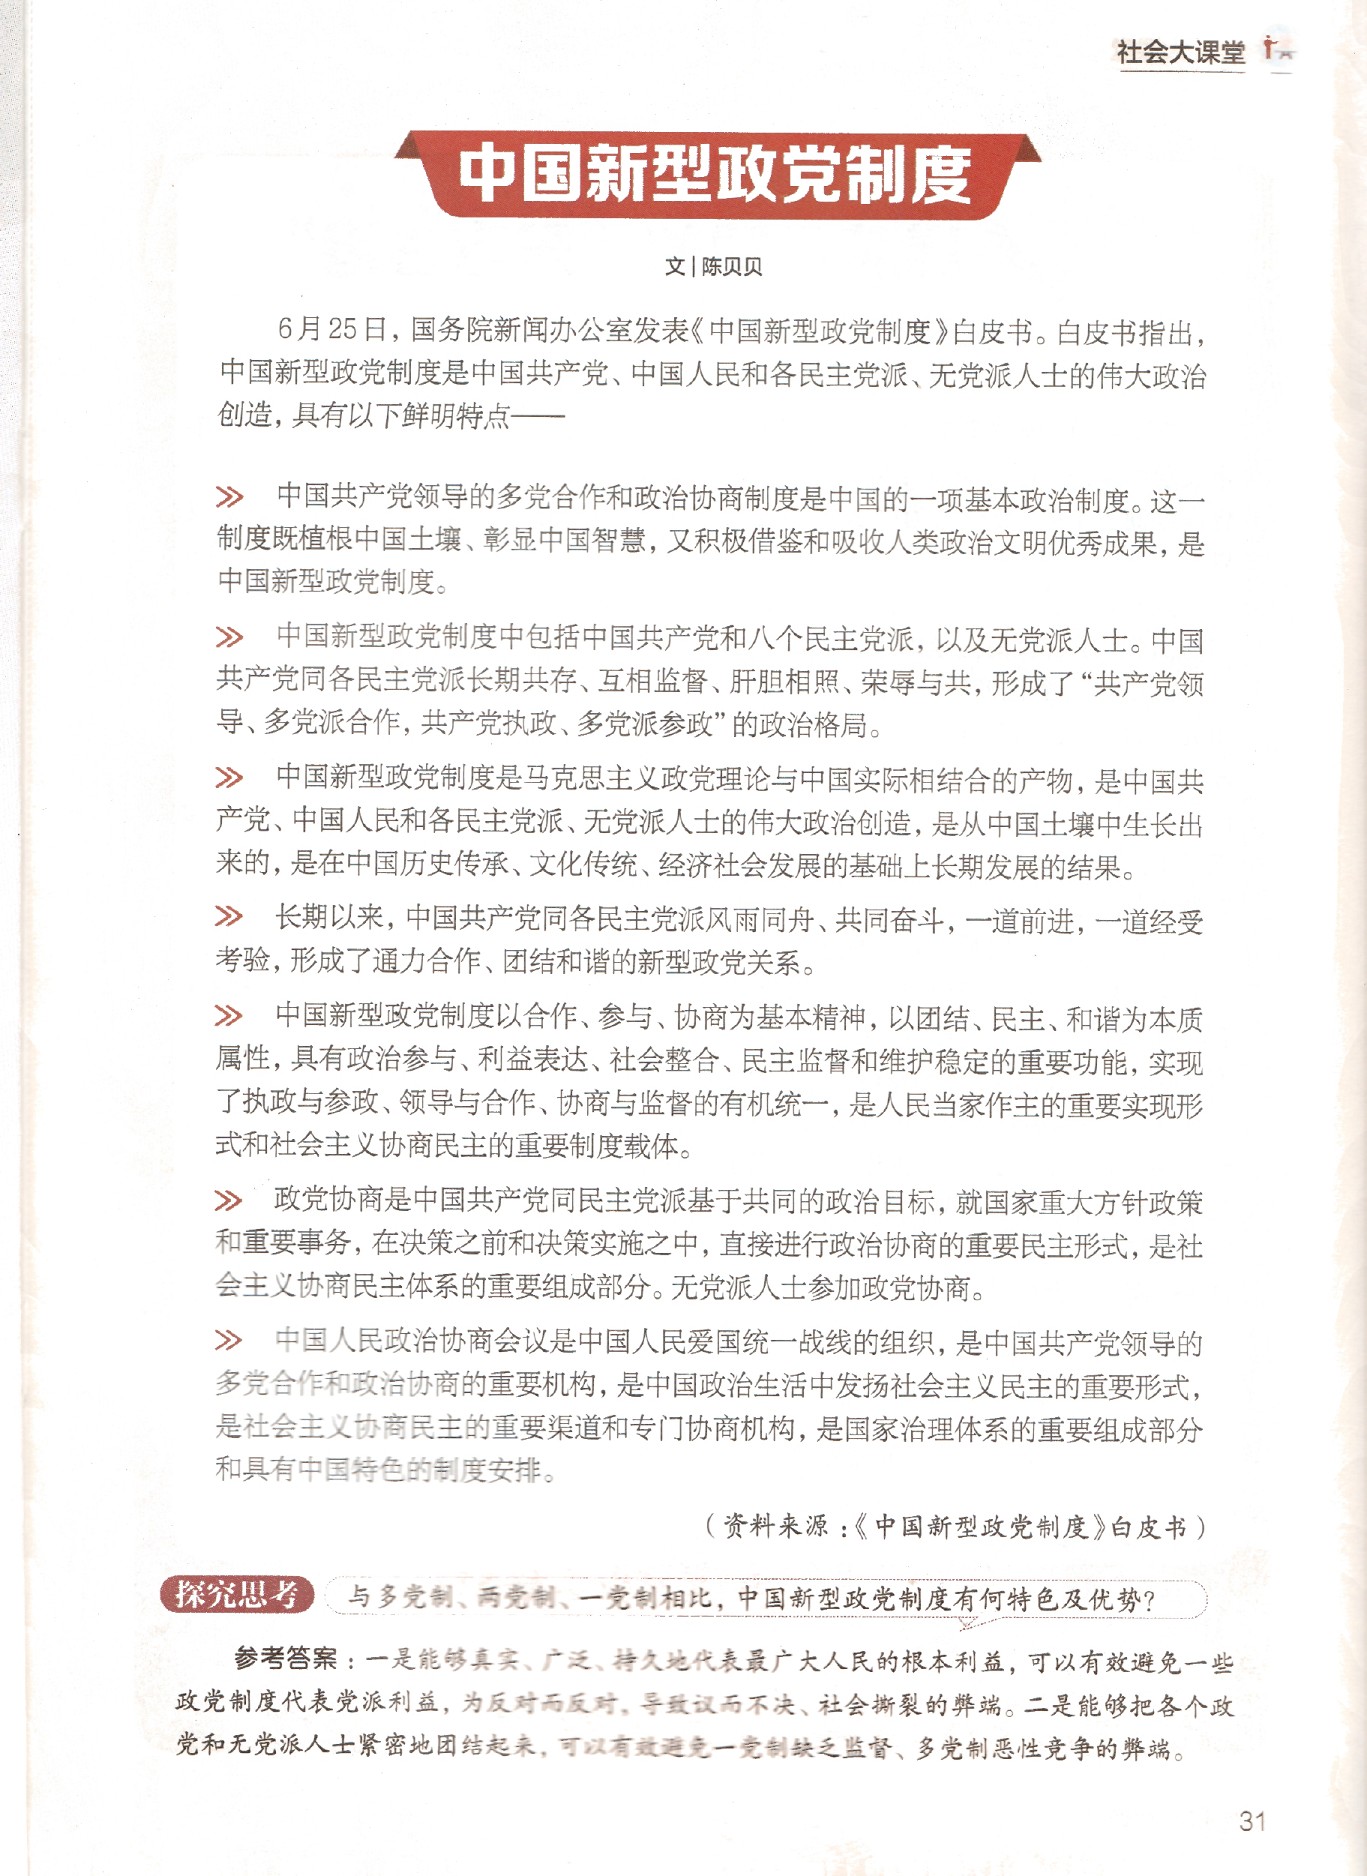 社会大课堂
中国新型政党制度
文|陈贝贝
6月25日，国务院新闻办公室发表《中国新型政党制度》白皮书。白皮书指出，
中国新型政党制度是中国共产党、中国人民和各民主党派、无党派人士的伟大政治
创造，具有以下鲜明特点——
» 中国共产党领导的多党合作和政治协商制度是中国的一项基本政治制度。这一
制度既植根中国土壤、彰显中国智慧，又积极借鉴和吸收人类政治文明优秀成果，是
中国新型政党制度。
» 中国新型政党制度中包括中国共产党和八个民主党派，以及无党派人士。中国
共产党同各民主党派长期共存、互相监督、肝胆相照、荣辱与共，形成了“共产党领
导、多党派合作，共产党执政、多党派参政”的政治格局。
» 中国新型政党制度是马克思主义政党理论与中国实际相结合的产物，是中国共
产党、中国人民和各民主党派、无党派人士的伟大政治创造，是从中国土壤中生长出
来的，是在中国历史传承、文化传统、经济社会发展的基础上长期发展的结果。
» 长期以来，中国共产党同各民主党派风雨同舟、共同奋斗，一道前进，一道经受
考验，形成了通力合作、团结和谐的新型政党关系。
» 中国新型政党制度以合作、参与、协商为基本精神，以团结、民主、和谐为本质
属性，具有政治参与、利益表达、社会整合、民主监督和维护稳定的重要功能，实现
了执政与参政、领导与合作、协商与监督的有机统一，是人民当家作主的重要实现形
式和社会主义协商民主的重要制度载体。
» 政党协商是中国共产党同民主党派基于共同的政治目标，就国家重大方针政策
和重要事务，在决策之前和决策实施之中，直接进行政治协商的重要民主形式，是社
会主义协商民主体系的重要组成部分。无党派人士参加政党协商。
» 中国人民政治协商会议是中国人民爱国统一战线的组织，是中国共产党领导的
多党合作和政治协商的重要机构，是中国政治生活中发扬社会主义民主的重要形式，
是社会主义协商民主的重要渠道和专门协商机构，是国家治理体系的重要组成部分
和具有中国特色的制度安排。
（资料来源：《中国新型政党制度》白皮书）
探究思考 与多党制、两党制、一党制相比，中国新型政党制度有何特色及优势？
参考答案：一是能够真实、广泛、持久地代表最广大人民的根本利益，可以有效避免一些
政党制度代表党派利益，为反对而反对，导致议而不决、社会撕裂的弊端。二是能够把各个政
党和无党派人士紧密地团结起来，可以有效避免一党制缺乏监督、多党制恶性竞争的弊端。
31